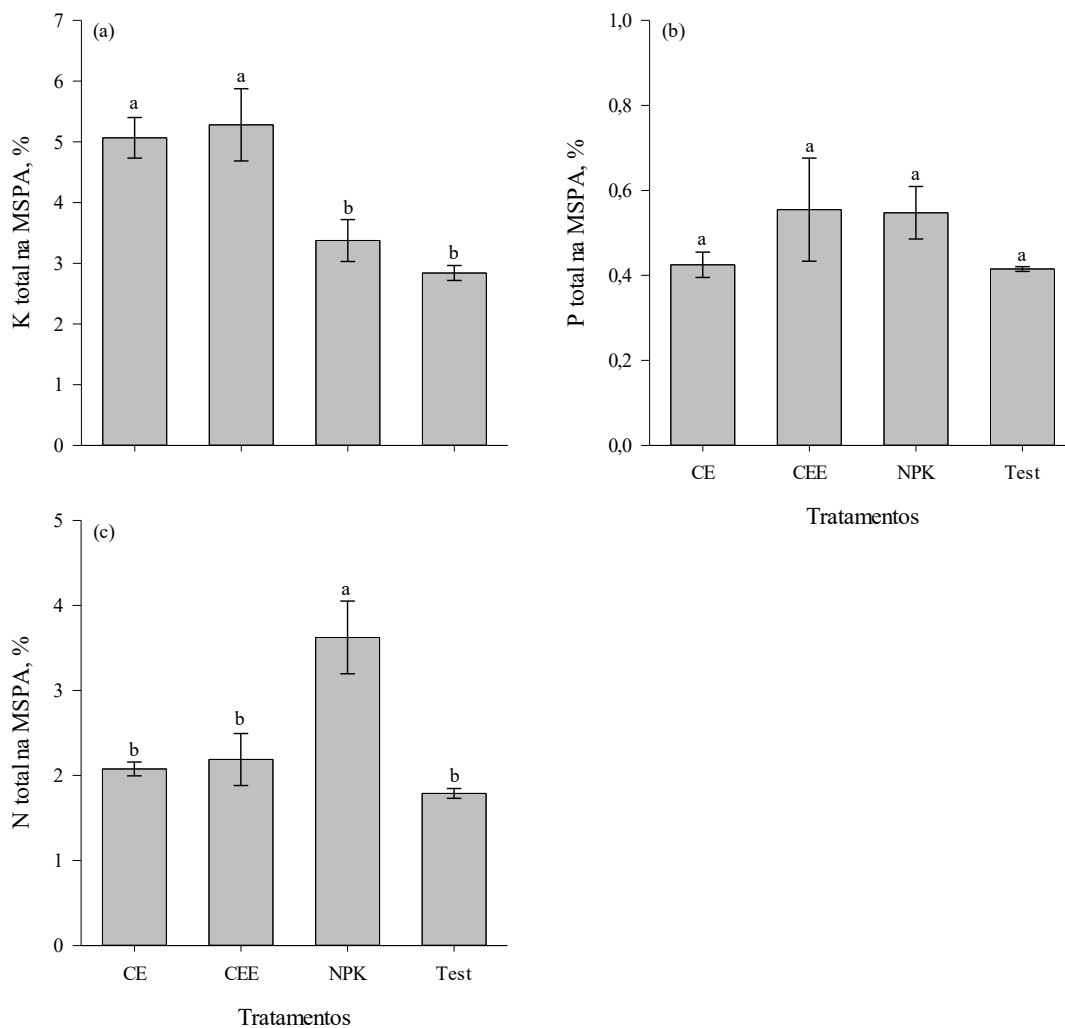 (a)
K total na MSPA, %
7
6
5
4
3
2
1
0
a
a
b
b
(b)
P total na MSPA, %
1,0
0,8
0,6
0,4
0,2
0,0
a
a
a
a
CE CEE NPK Test
Tratamentos
(c)
N total na MSPA, %
5
4
3
2
1
0
b
b
a
b
CE CEE NPK Test
Tratamentos